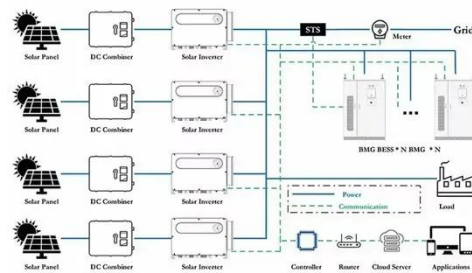 STS
Meter
Grid
Solar Panel DC Combiner Solar Inverter
Solar Panel DC Combiner Solar Inverter
BMG BESS * N BMG * N
Solar Panel DC Combiner Solar Inverter
Power
Communication
Load
Solar Panel DC Combiner Solar Inverter
Controller Router Cloud Server Applications